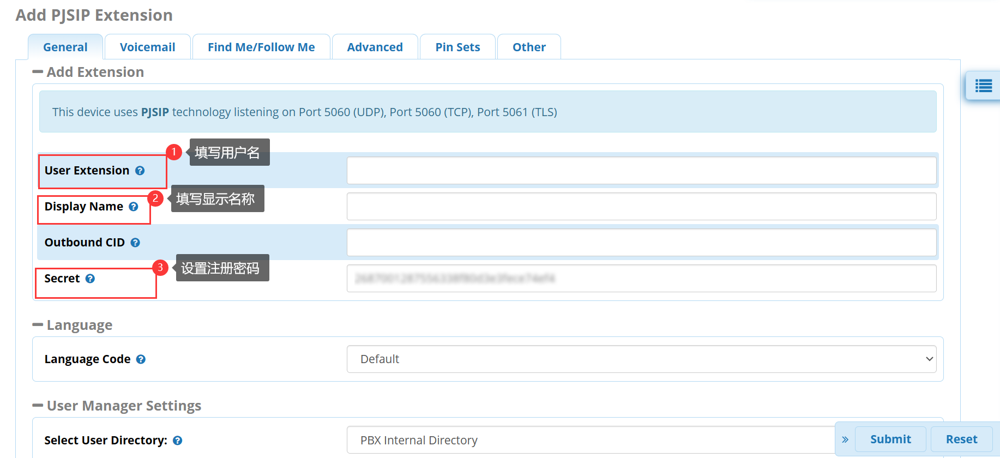 Add PJSIP Extension
General
Voicemail
Find Me/Follow Me
Advanced
Pin Sets
Other
Add Extension
This device uses PJSIP technology listening on Port 5060 (UDP), Port 5060 (TCP), Port 5061 (TLS)
1 填写用户名
User Extension
2 填写显示名称
Display Name
Outbound CID
3 设置注册密码
Secret
Language
Language Code
Default
User Manager Settings
Select User Directory:
PBX Internal Directory
» Submit Reset